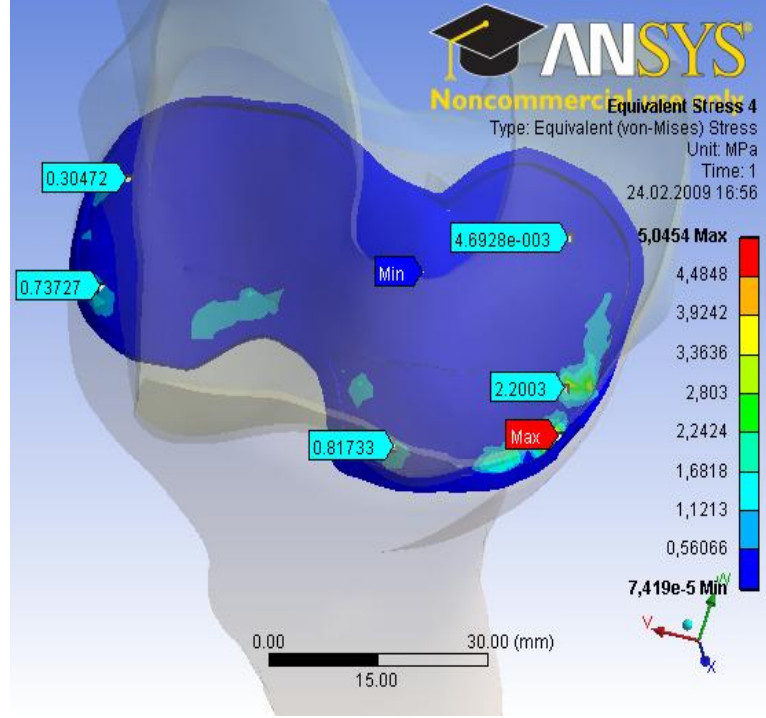 ANSYS
Noncommercial use only
Equivalent Stress 4
Type: Equivalent (von-Mises) Stress
Unit: MPa
Time: 1
24.02.2009 16:56
5,0454 Max
4,4848
3,9242
3,3636
2,803
2,2424
1,6818
1,1213
0,56066
7,419e-5 Min
0.30472
4.6928e-003
Min
0.73727
2.2003
Max
0.81733
W
V
X
0.00
30.00 (mm)
15.00